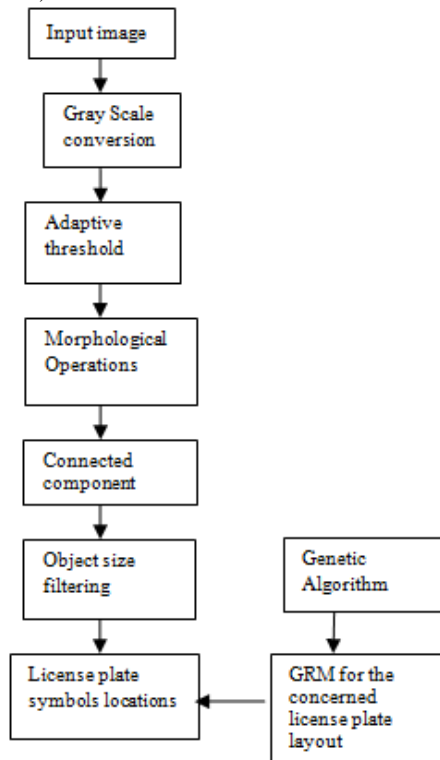 Input image
Gray Scale
conversion
Adaptive
threshold
Morphological
Operations
Connected
component
Object size
filtering
Genetic
Algorithm
License plate
symbols locations
GRM for the
concerned
license plate
layout